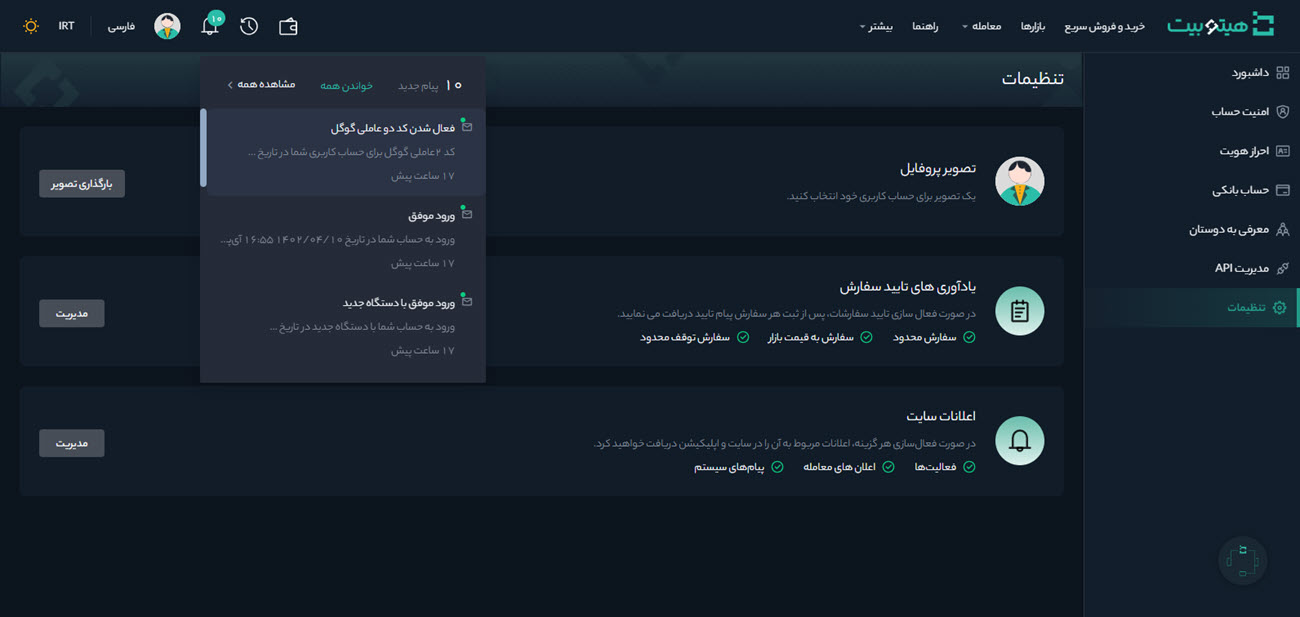 هیتوبیت
خرید و فروش سریع
بازارها
معامله
راهنما
بیشتر
۱۰
فارسی
IRT
داشبورد
امنیت حساب
احراز هویت
حساب بانکی
معرفی به دوستان
مدیریت API
تنظیمات
تنظیمات
۱۰ پیام جدید
خواندن همه
مشاهده همه
فعال شدن کد دو عاملی گوگل
کد ۲عاملی گوگل برای حساب کاربری شما در تاریخ ...
۱۷ ساعت پیش
ورود موفق
ورود به حساب شما در تاریخ ۱۴۰۲/۰۴/۱۰ ۱۶:۵۵ آی‌پ...
۱۷ ساعت پیش
ورود موفق با دستگاه جدید
ورود به حساب شما با دستگاه جدید در تاریخ ...
۱۷ ساعت پیش
تصویر پروفایل
یک تصویر برای حساب کاربری خود انتخاب کنید.
بارگذاری تصویر
یادآوری های تایید سفارش
در صورت فعال سازی تایید سفارشات، پس از ثبت هر سفارش پیام تایید دریافت می نمایید.
سفارش محدود
سفارش به قیمت بازار
سفارش توقف محدود
مدیریت
اعلانات سایت
در صورت فعال‌سازی هر گزینه، اعلانات مربوط به آن را در سایت و اپلیکیشن دریافت خواهید کرد.
فعالیت‌ها
اعلان های معامله
پیام‌های سیستم
مدیریت